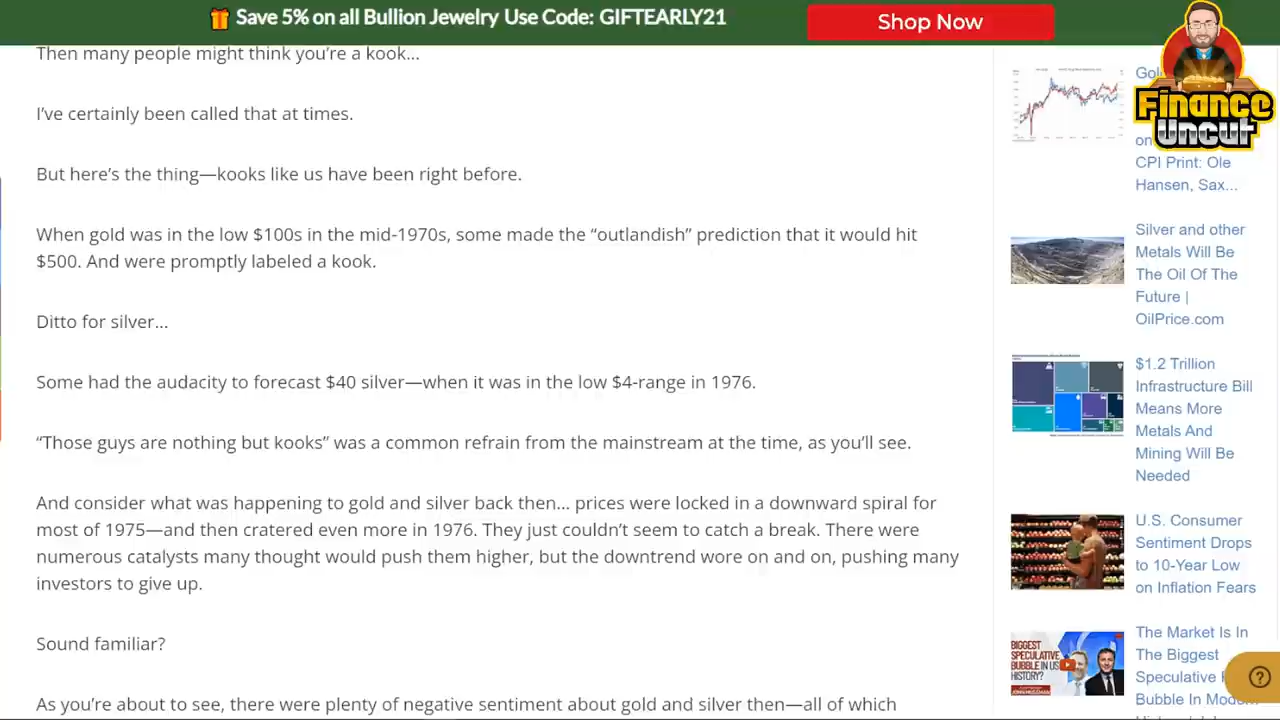 Save 5% on all Bullion Jewelry Use Code: GIFTEARLY21
Shop Now
Then many people might think you’re a kook…
I’ve certainly been called that at times.
But here’s the thing—kooks like us have been right before.
When gold was in the low $100s in the mid-1970s, some made the “outlandish” prediction that it would hit
$500. And were promptly labeled a kook.
Ditto for silver…
Some had the audacity to forecast $40 silver—when it was in the low $4-range in 1976.
“Those guys are nothing but kooks” was a common refrain from the mainstream at the time, as you’ll see.
And consider what was happening to gold and silver back then… prices were locked in a downward spiral for
most of 1975—and then cratered even more in 1976. They just couldn’t seem to catch a break. There were
numerous catalysts many thought would push them higher, but the downtrend wore on and on, pushing many
investors to give up.
Sound familiar?
As you’re about to see, there were plenty of negative sentiment about gold and silver then—all of which
Finance
Uncut
on
CPI Print: Ole
Hansen, Sax...
Silver and other
Metals Will Be
The Oil Of The
Future |
OilPrice.com
$1.2 Trillion
Infrastructure Bill
Means More
Metals And
Mining Will Be
Needed
U.S. Consumer
Sentiment Drops
to 10-Year Low
on Inflation Fears
BIGGEST
SPECULATIVE
BUBBLE IN US
HISTORY?
The Market Is In
The Biggest
Speculative
Bubble In Modern